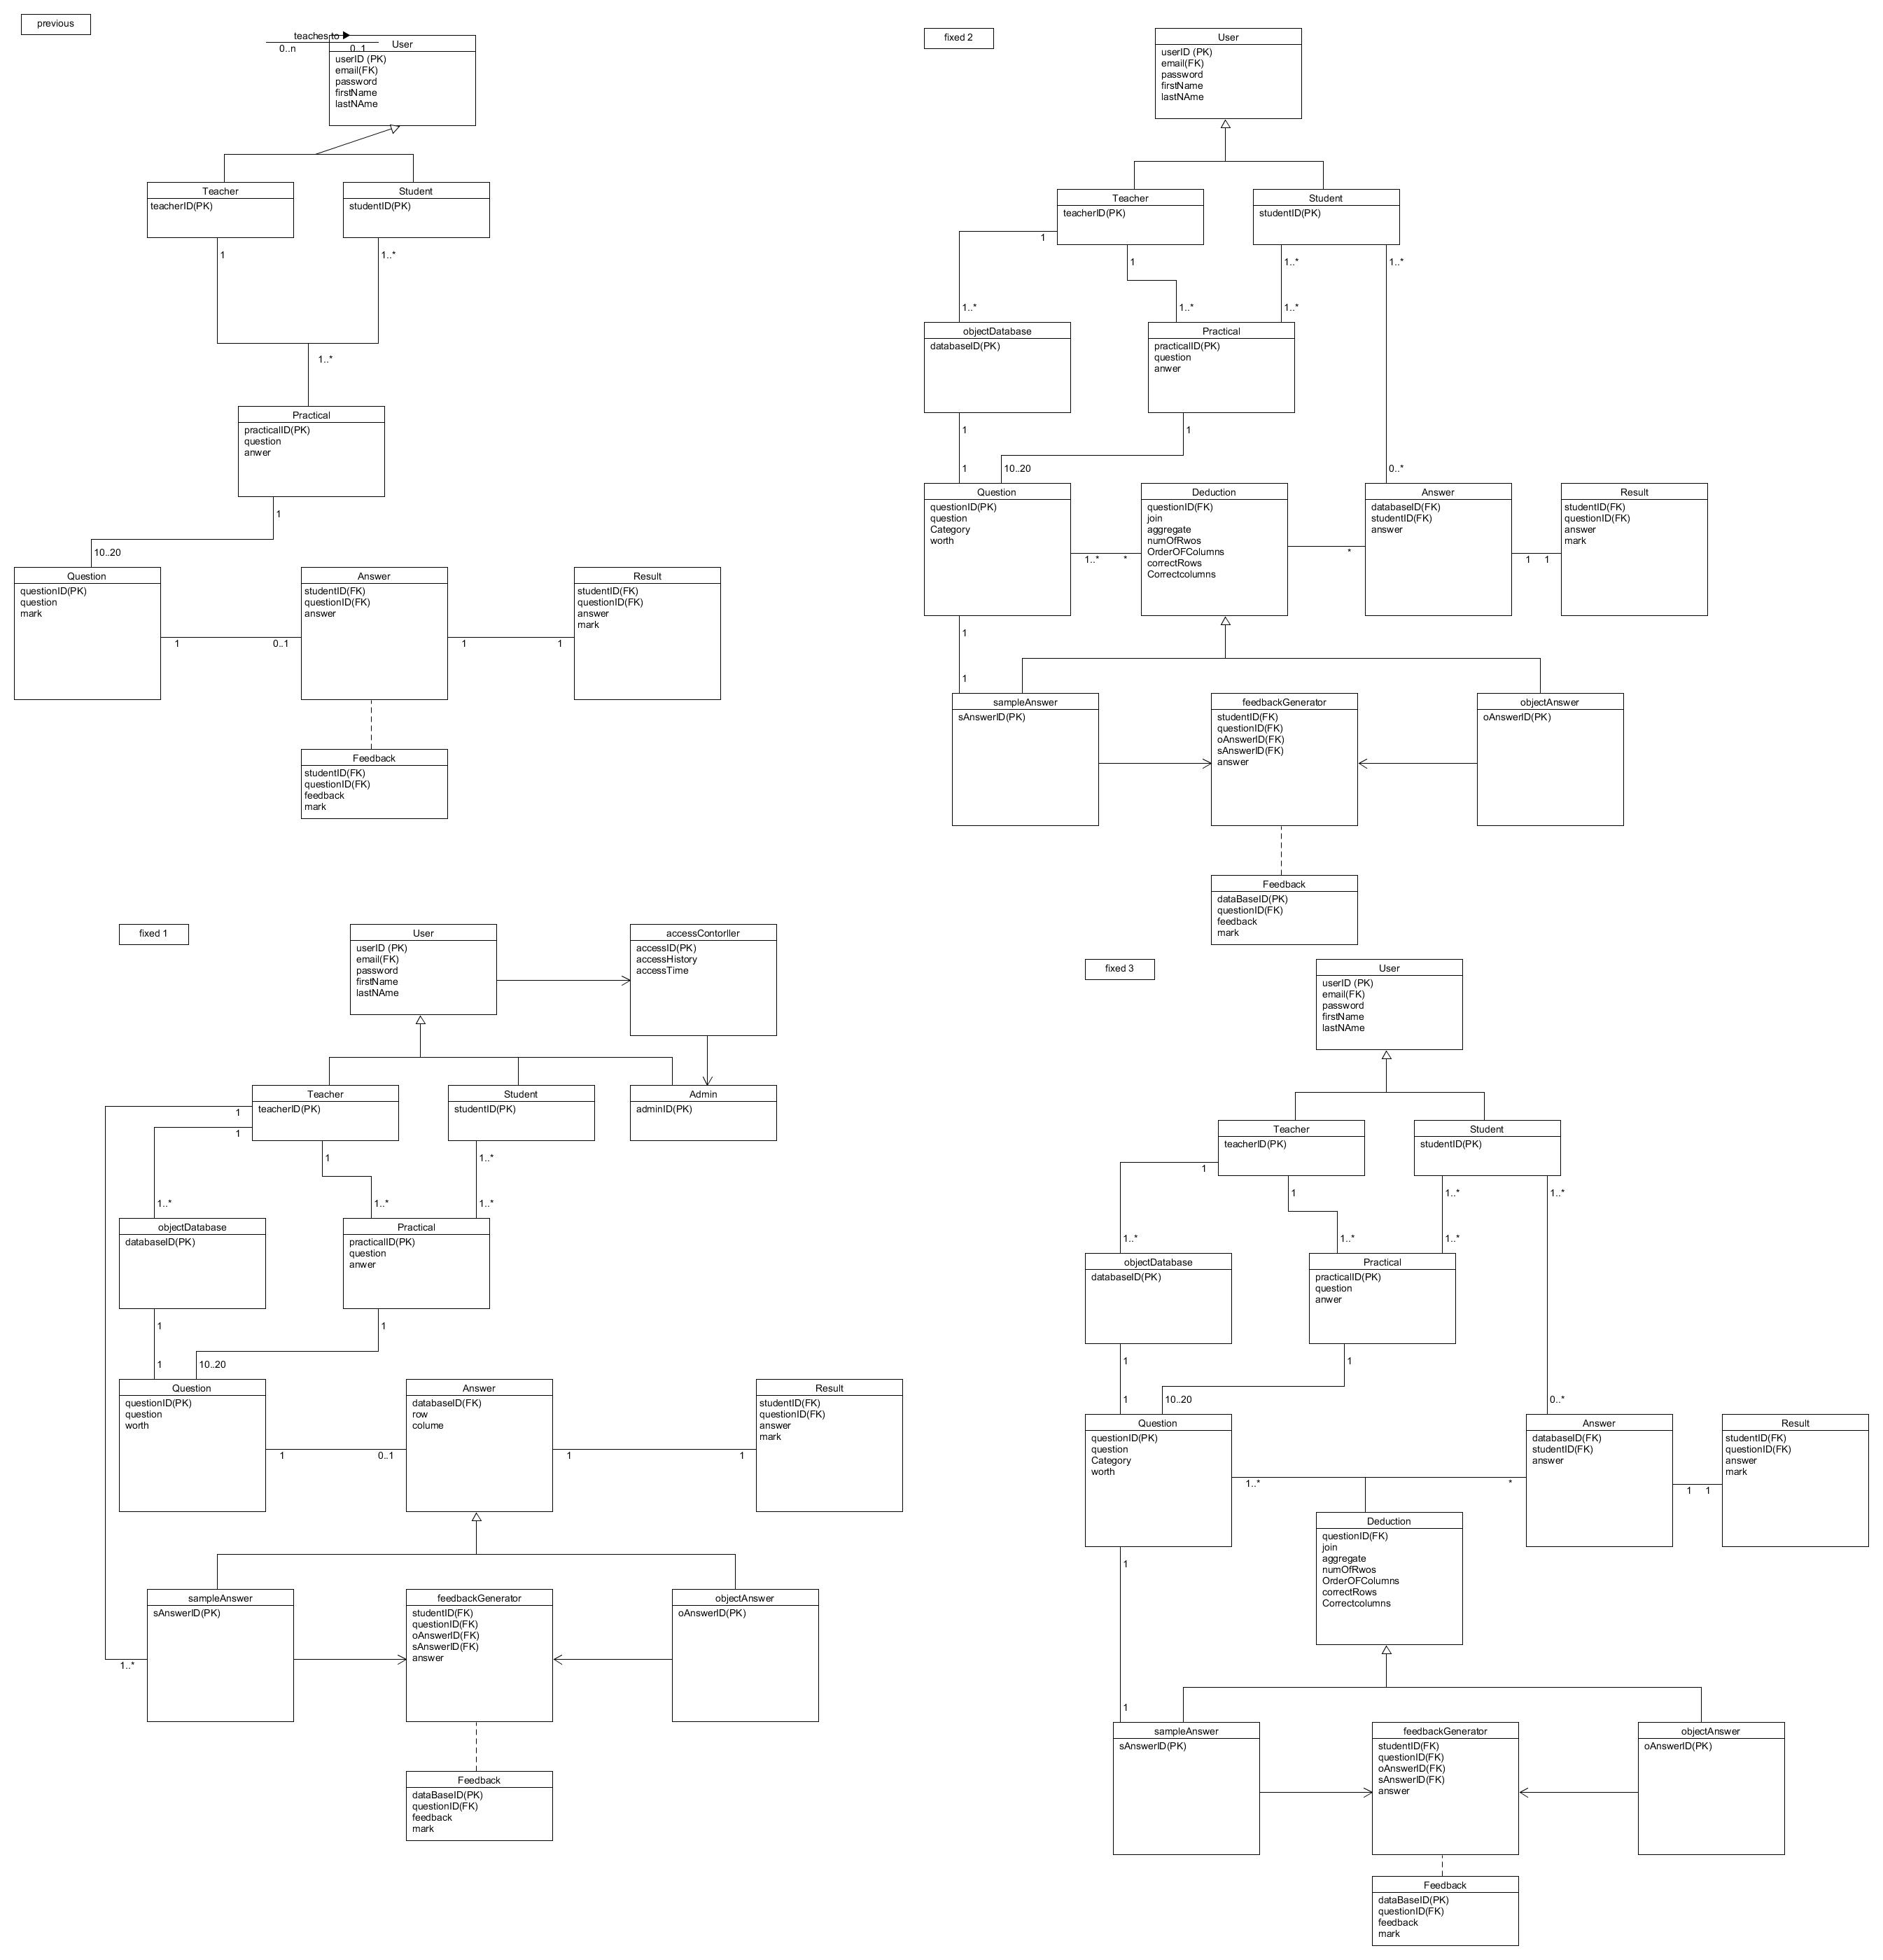 previous
teaches to
0..n
0..1
User
userID (PK)
email(FK)
password
firstName
lastNAme
Teacher
teacherID(PK)
Student
studentID(PK)
1
1..*
1..*
Practical
practicalID(PK)
question
anwer
1
10..20
Question
questionID(PK)
question
mark
1
0..1
Answer
studentID(FK)
questionID(FK)
answer
1
1
Result
studentID(FK)
questionID(FK)
answer
mark
Feedback
studentID(FK)
questionID(FK)
feedback
mark
fixed 2
User
userID (PK)
email(FK)
password
firstName
lastNAme
Teacher
teacherID(PK)
Student
studentID(PK)
1
1
1..*
1..*
1..*
1..*
1..*
objectDatabase
databaseID(PK)
Practical
practicalID(PK)
question
anwer
1
1
1
10..20
0..*
Question
questionID(PK)
question
Category
worth
1..*
*
Deduction
questionID(FK)
join
aggregate
numOfRwos
OrderOFColumns
correctRows
Correctcolumns
*
Answer
databaseID(FK)
studentID(FK)
answer
1
1
Result
studentID(FK)
questionID(FK)
answer
mark
1
1
sampleAnswer
sAnswerID(PK)
feedbackGenerator
studentID(FK)
questionID(FK)
oAnswerID(FK)
sAnswerID(FK)
answer
objectAnswer
oAnswerID(PK)
Feedback
dataBaseID(PK)
questionID(FK)
feedback
mark
fixed 1
User
userID (PK)
email(FK)
password
firstName
lastNAme
accessContorller
accessID(PK)
accessHistory
accessTime
Teacher
teacherID(PK)
Student
studentID(PK)
Admin
adminID(PK)
1
1
1
1..*
1..*
1..*
1..*
objectDatabase
databaseID(PK)
Practical
practicalID(PK)
question
anwer
1
1
1
10..20
Question
questionID(PK)
question
worth
1
0..1
Answer
databaseID(FK)
row
colume
1
1
Result
studentID(FK)
questionID(FK)
answer
mark
1..*
sampleAnswer
sAnswerID(PK)
feedbackGenerator
studentID(FK)
questionID(FK)
oAnswerID(FK)
sAnswerID(FK)
answer
objectAnswer
oAnswerID(PK)
Feedback
dataBaseID(PK)
questionID(FK)
feedback
mark
fixed 3
User
userID (PK)
email(FK)
password
firstName
lastNAme
Teacher
teacherID(PK)
Student
studentID(PK)
1
1
1..*
1..*
1..*
1..*
1..*
objectDatabase
databaseID(PK)
Practical
practicalID(PK)
question
anwer
1
1
1
10..20
0..*
Question
questionID(PK)
question
Category
worth
1..*
*
Answer
databaseID(FK)
studentID(FK)
answer
1
1
Result
studentID(FK)
questionID(FK)
answer
mark
Deduction
questionID(FK)
join
aggregate
numOfRwos
OrderOFColumns
correctRows
Correctcolumns
1
1
sampleAnswer
sAnswerID(PK)
feedbackGenerator
studentID(FK)
questionID(FK)
oAnswerID(FK)
sAnswerID(FK)
answer
objectAnswer
oAnswerID(PK)
Feedback
dataBaseID(PK)
questionID(FK)
feedback
mark